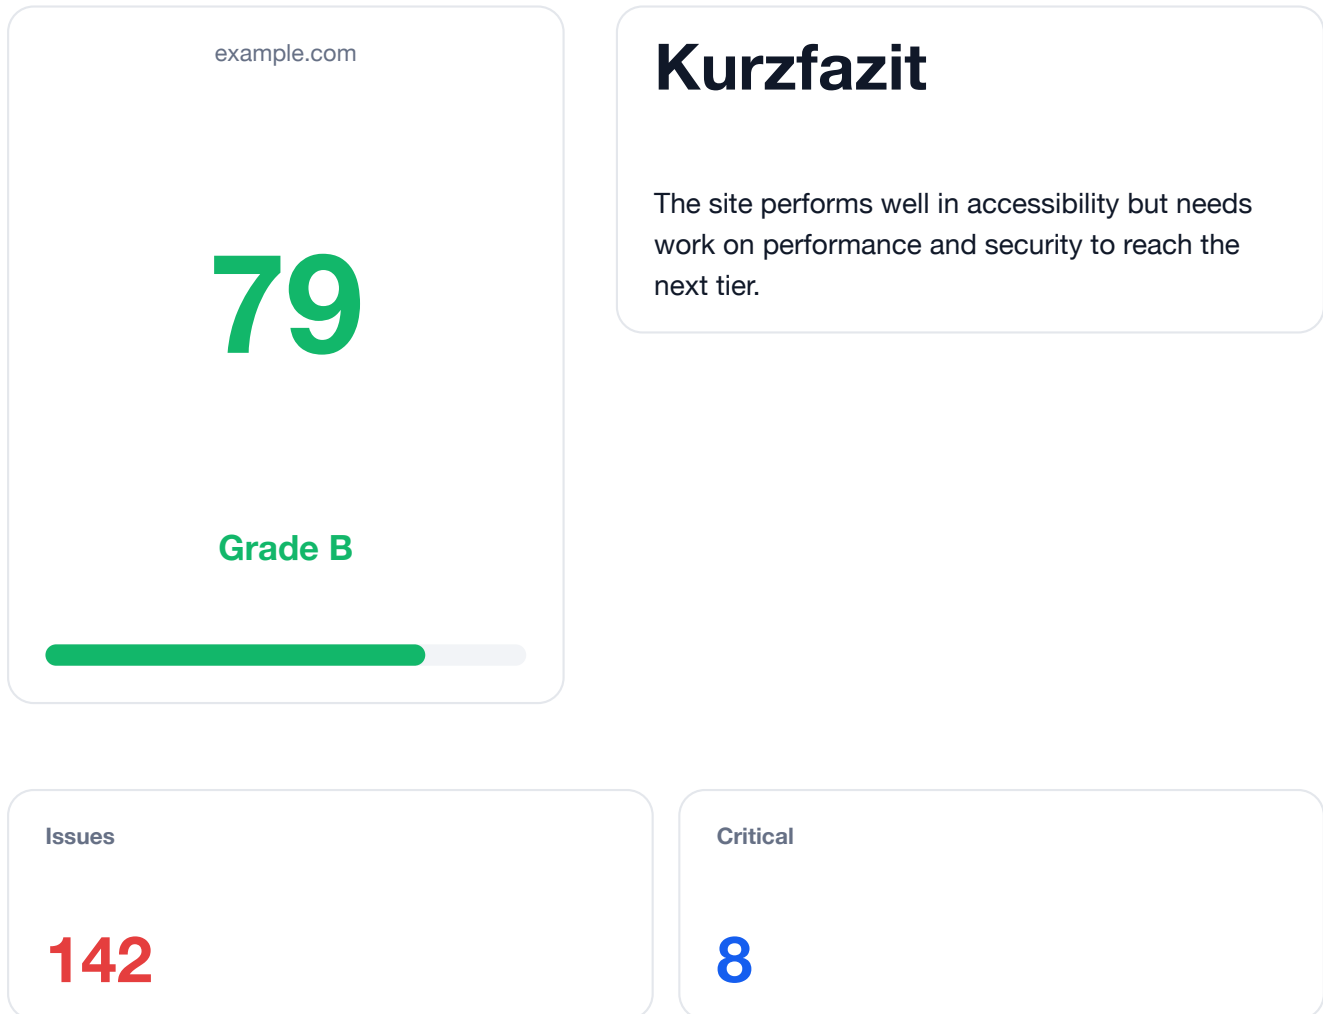 example.com
79
Grade B
Kurzfazit
The site performs well in accessibility but needs
work on performance and security to reach the
next tier.
Issues
142
Critical
8